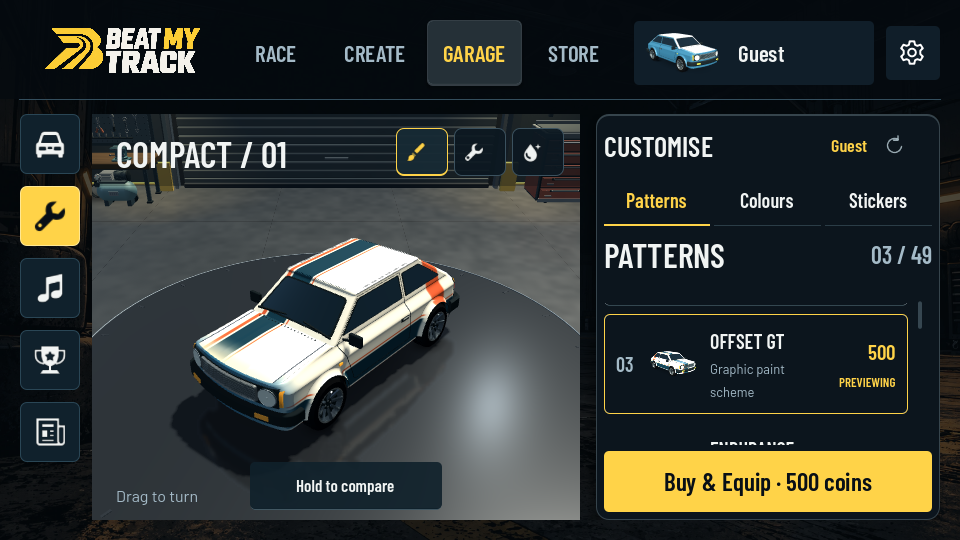 BEAT MY
TRACK
RACE
CREATE
GARAGE
STORE
Guest
COMPACT / 01
Drag to turn
Hold to compare
CUSTOMISE
Guest
Patterns
Colours
Stickers
PATTERNS
03 / 49
03
OFFSET GT
Graphic paint
scheme
500
PREVIEWING
Buy & Equip · 500 coins